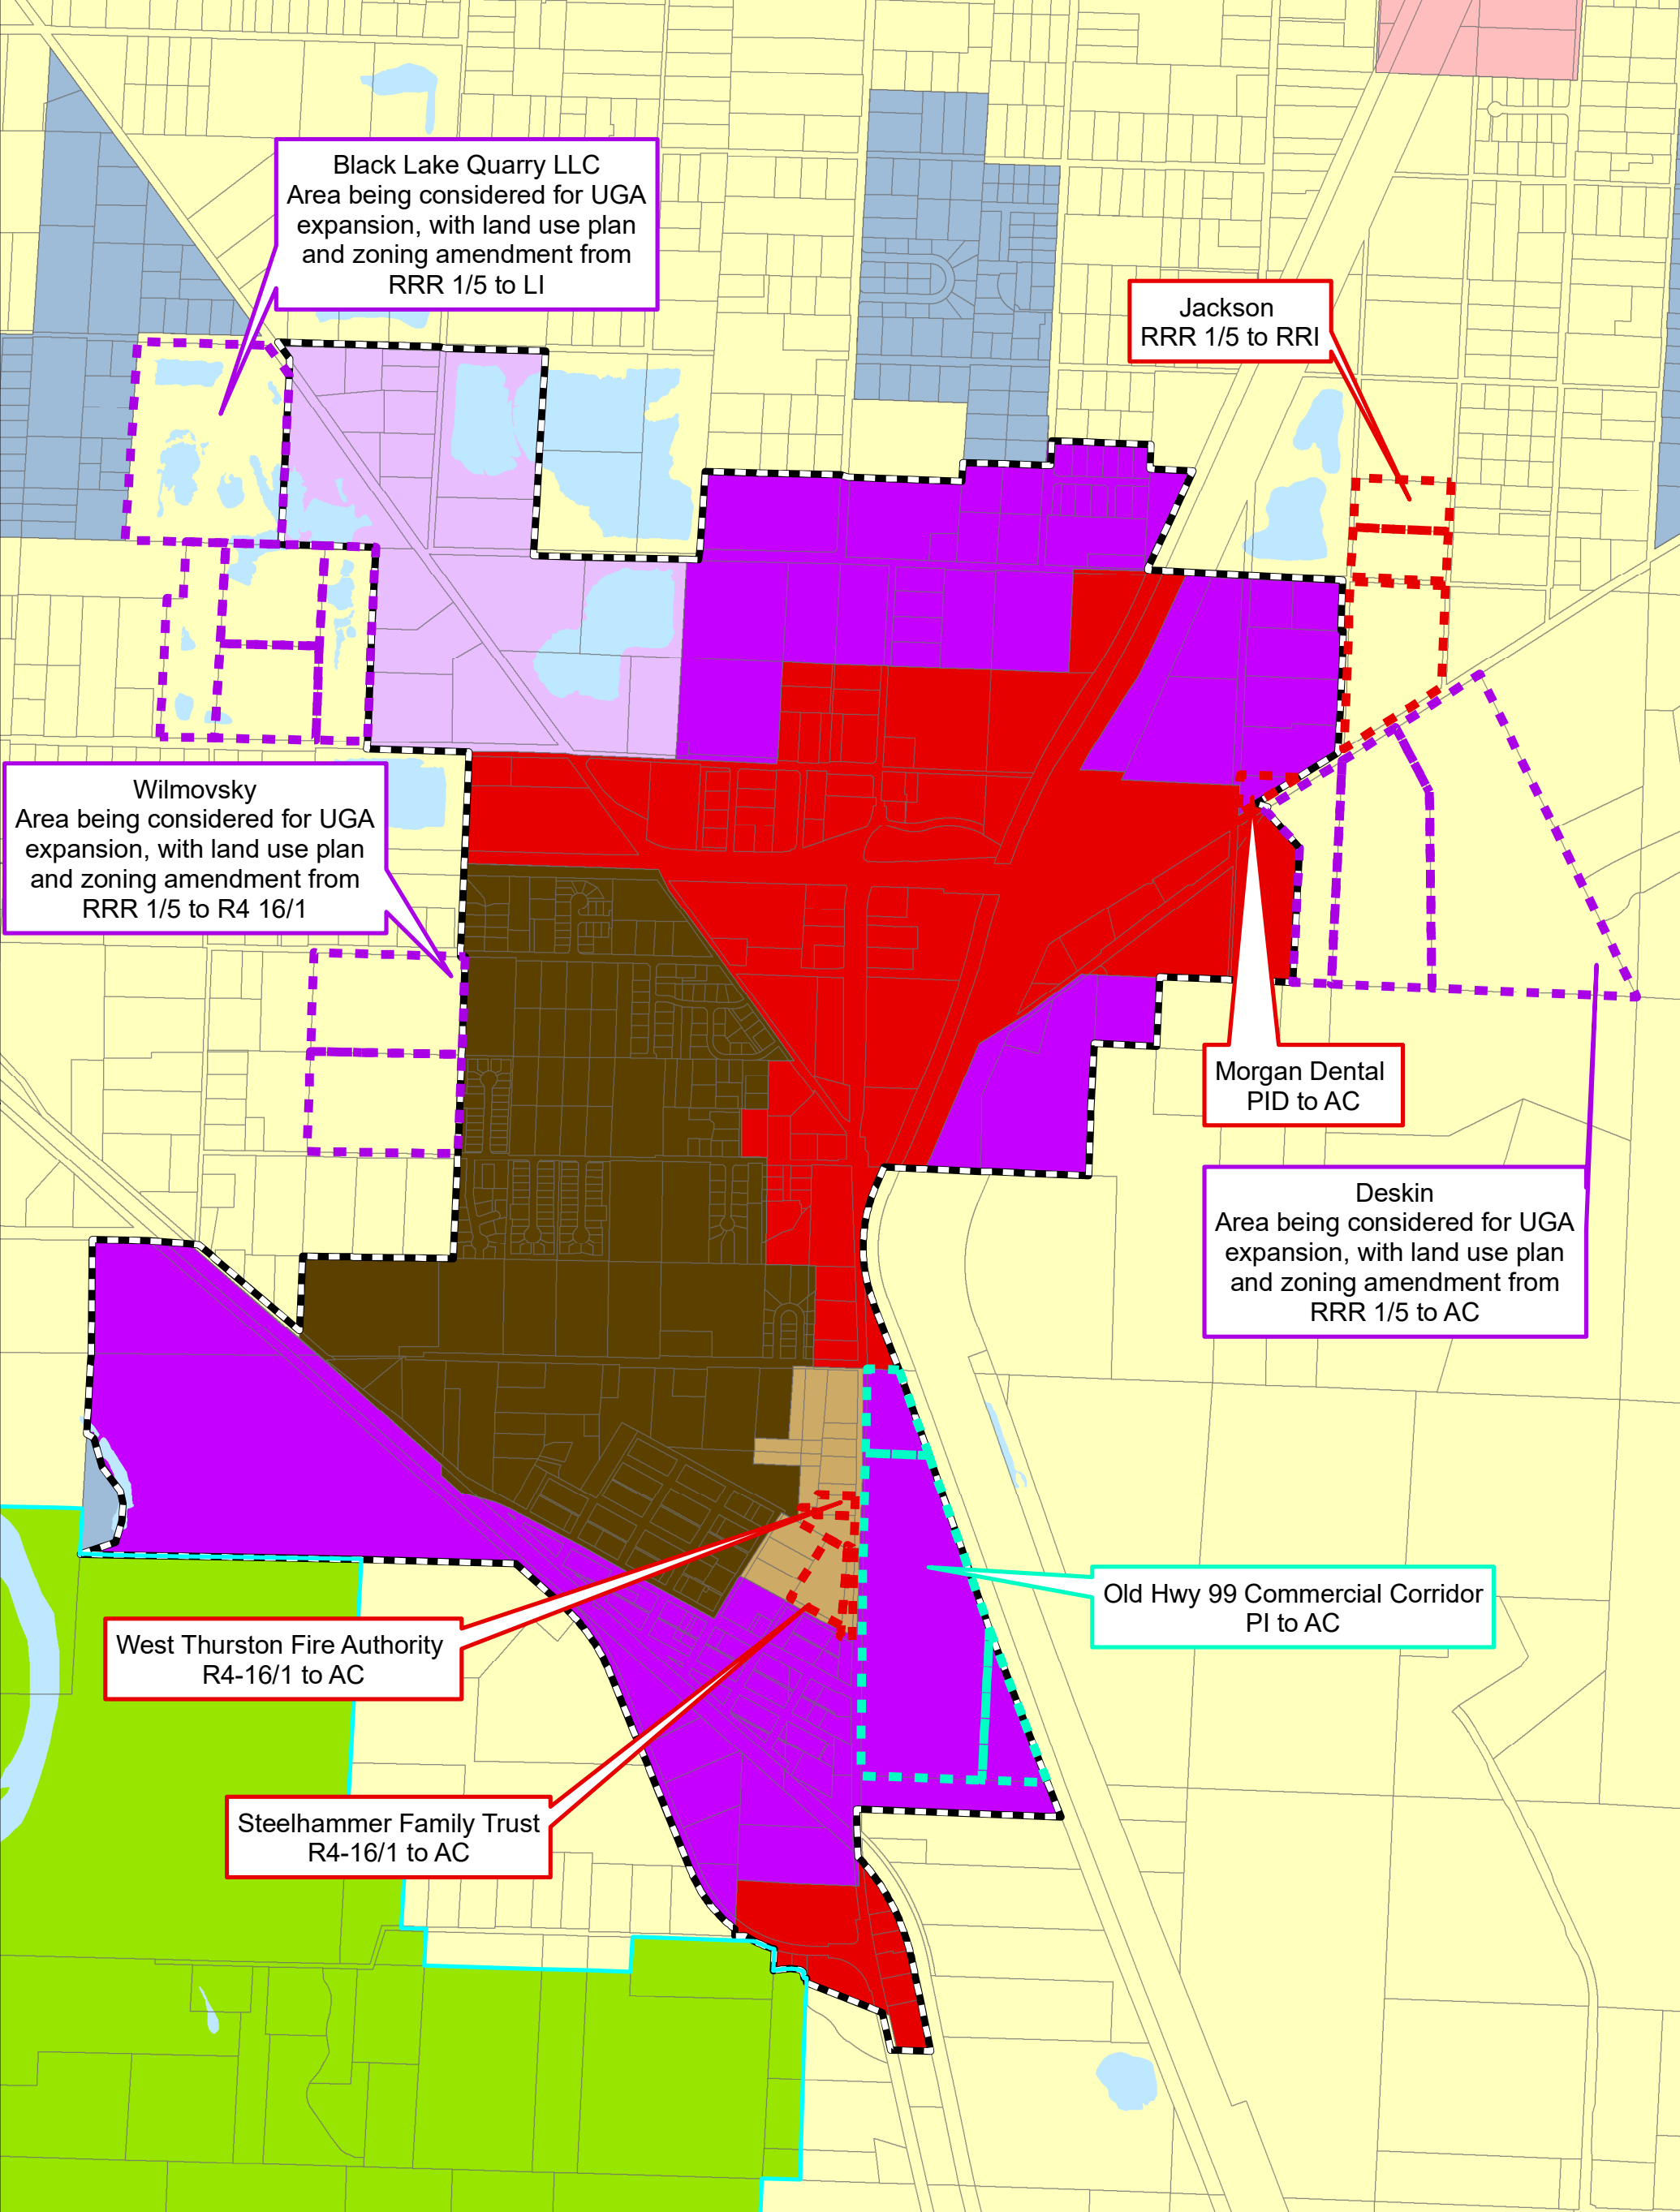 Black Lake Quarry LLC
Area being considered for UGA
expansion, with land use plan
and zoning amendment from
RRR 1/5 to LI
Jackson
RRR 1/5 to RRI
Wilmovsky
Area being considered for UGA
expansion, with land use plan
and zoning amendment from
RRR 1/5 to R4 16/1
Morgan Dental
PID to AC
Deskin
Area being considered for UGA
expansion, with land use plan
and zoning amendment from
RRR 1/5 to AC
Old Hwy 99 Commercial Corridor
PI to AC
West Thurston Fire Authority
R4-16/1 to AC
Steelhammer Family Trust
R4-16/1 to AC